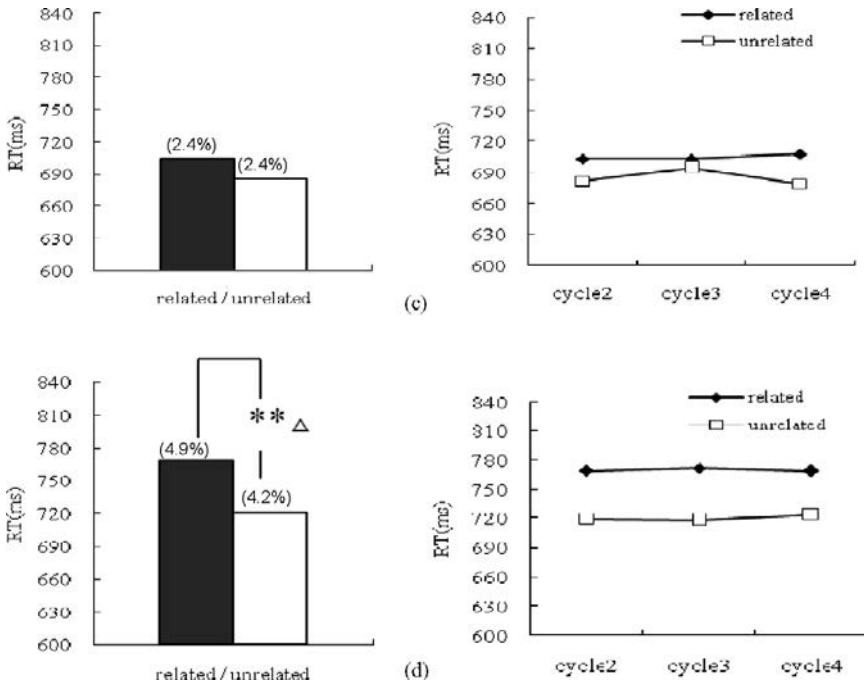 840
810
780
750
720
690
660
630
600
RT(ms)
(2.4%)
(2.4%)
related / unrelated
840
810
780
750
720
690
660
630
600
RT(ms)
related
unrelated
cycle2 cycle3 cycle4
(c)
840
810
780
750
720
690
660
630
600
RT(ms)
**△
(4.9%)
(4.2%)
related / unrelated
840
810
780
750
720
690
660
630
600
RT(ms)
related
unrelated
cycle2 cycle3 cycle4
(d)